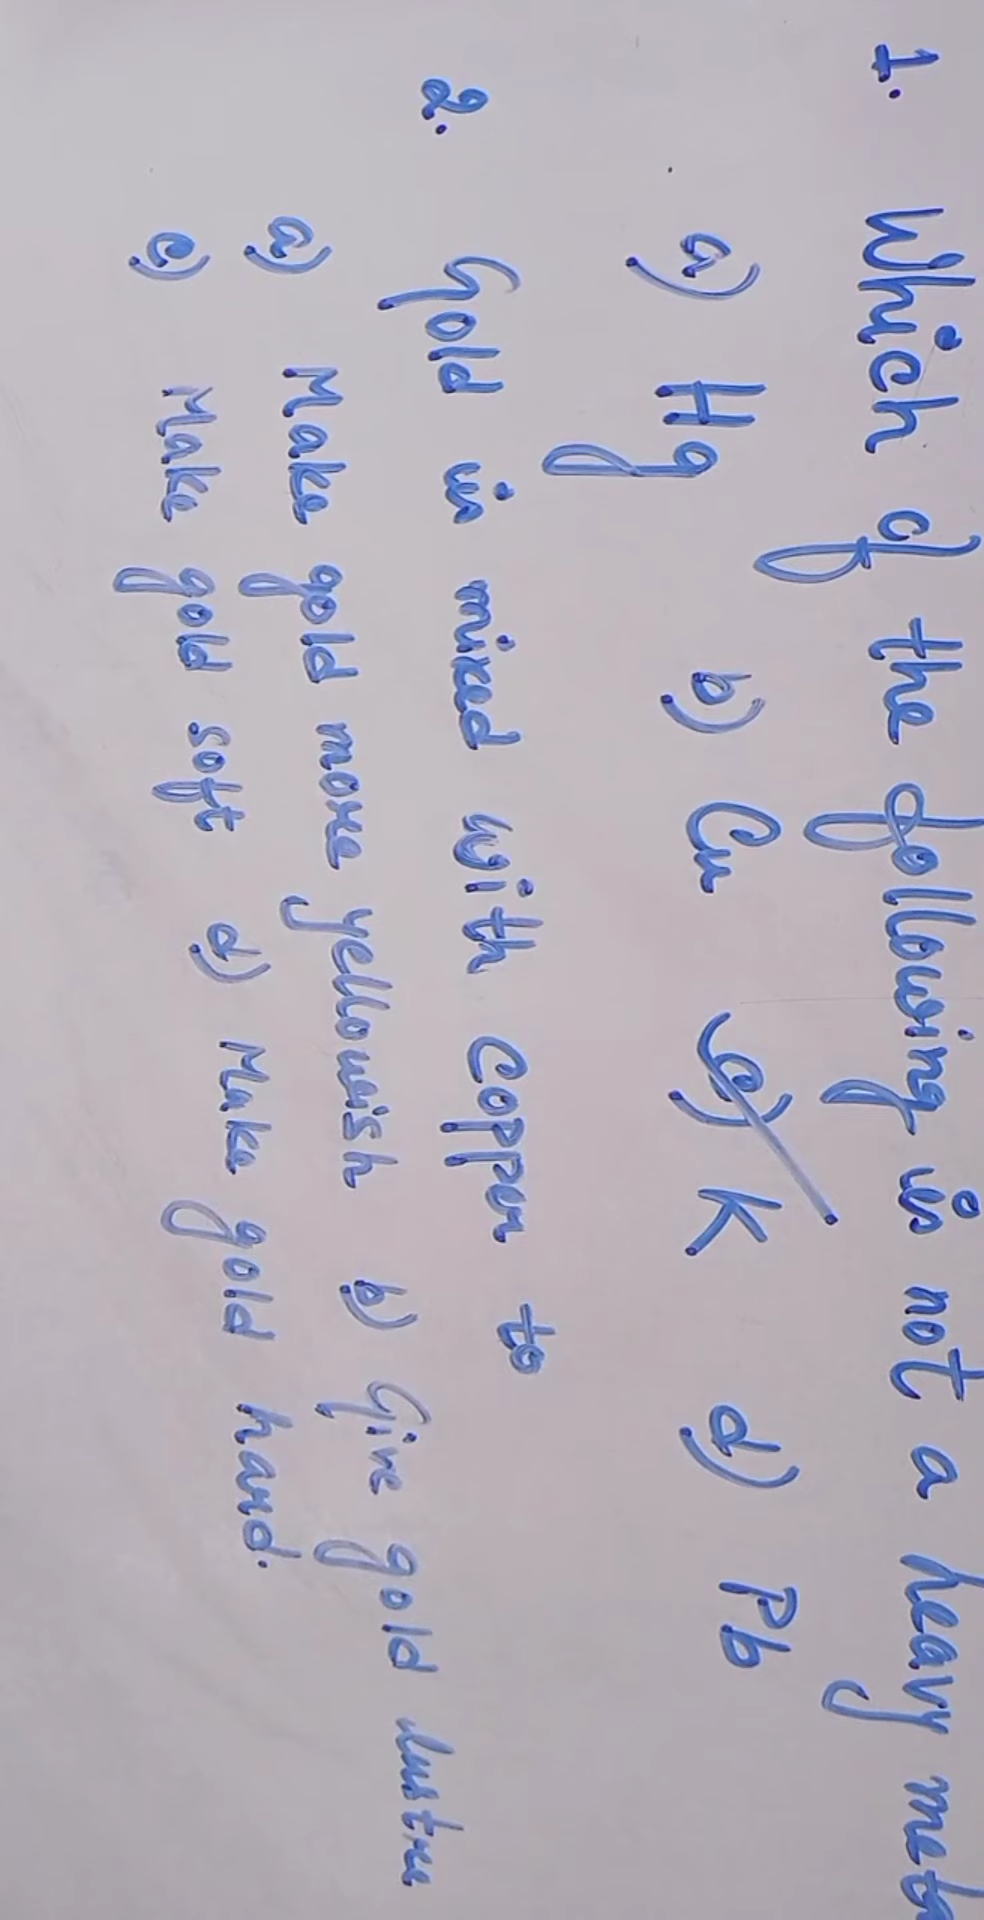 1. Which of the following is not a heavy meta
a) Hg b) Cu c) K d) Pb
2. Gold is mixed with copper to
a) Make gold more yellowish b) Give gold lustre
c) Make gold soft d) Make gold hard.